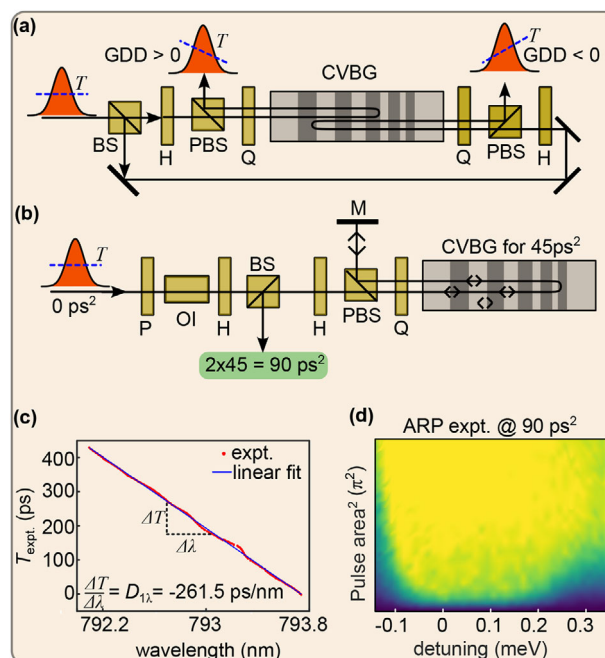 (a)
T
GDD > 0
T
T
GDD < 0
CVBG
BS
H
PBS
Q
Q
PBS
H
(b)
M
T
BS
CVBG for 45ps²
0 ps²
P
OI
H
H
PBS
Q
2x45 = 90 ps²
(c)
(d)
ARP expt. @ 90 ps²
400
300
200
100
0
T_expt. (ps)
expt.
linear fit
ΔT
Δλ
ΔT/Δλ = D_1λ = -261.5 ps/nm
792.2
793
793.8
wavelength (nm)
Pulse area² (π²)
-0.1
0
0.1
0.2
0.3
detuning (meV)